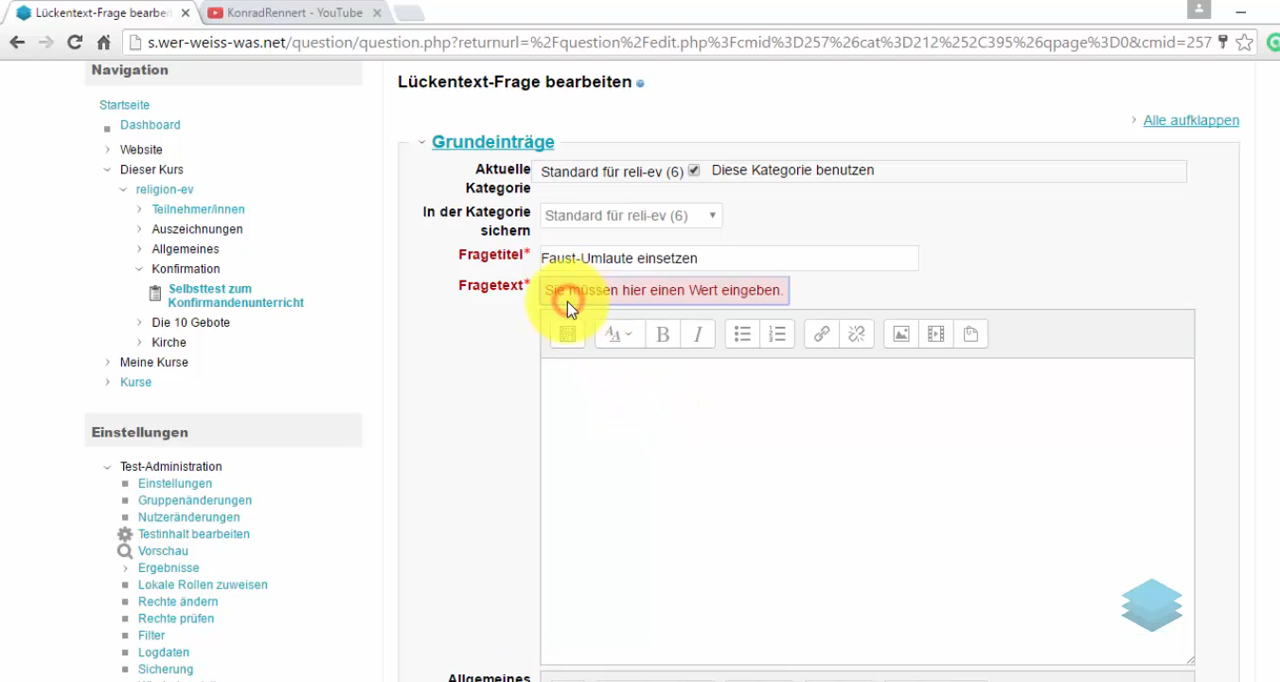 Lückentext-Frage bearbei
KonradRennert - YouTube
s.wer-weiss-was.net/question/question.php?returnurl=%2Fquestion%2Fedit.php%3Fcmid%3D257%26cat%3D212%252C395%26qpage%3D0&cmid=257
Navigation
Startseite
Dashboard
Website
Dieser Kurs
religion-ev
Teilnehmer/innen
Auszeichnungen
Allgemeines
Konfirmation
Selbsttest zum
Konfirmandenunterricht
Die 10 Gebote
Kirche
Meine Kurse
Kurse
Einstellungen
Test-Administration
Einstellungen
Gruppenänderungen
Nutzeränderungen
Testinhalt bearbeiten
Vorschau
Ergebnisse
Lokale Rollen zuweisen
Rechte ändern
Rechte prüfen
Filter
Logdaten
Sicherung
Lückentext-Frage bearbeiten
Alle aufklappen
Grundeinträge
Aktuelle
Kategorie
Standard für reli-ev (6)
Diese Kategorie benutzen
In der Kategorie
sichern
Standard für reli-ev (6)
Fragetitel*
Faust-Umlaute einsetzen
Fragetext*
Sie müssen hier einen Wert eingeben.
Allgemeines